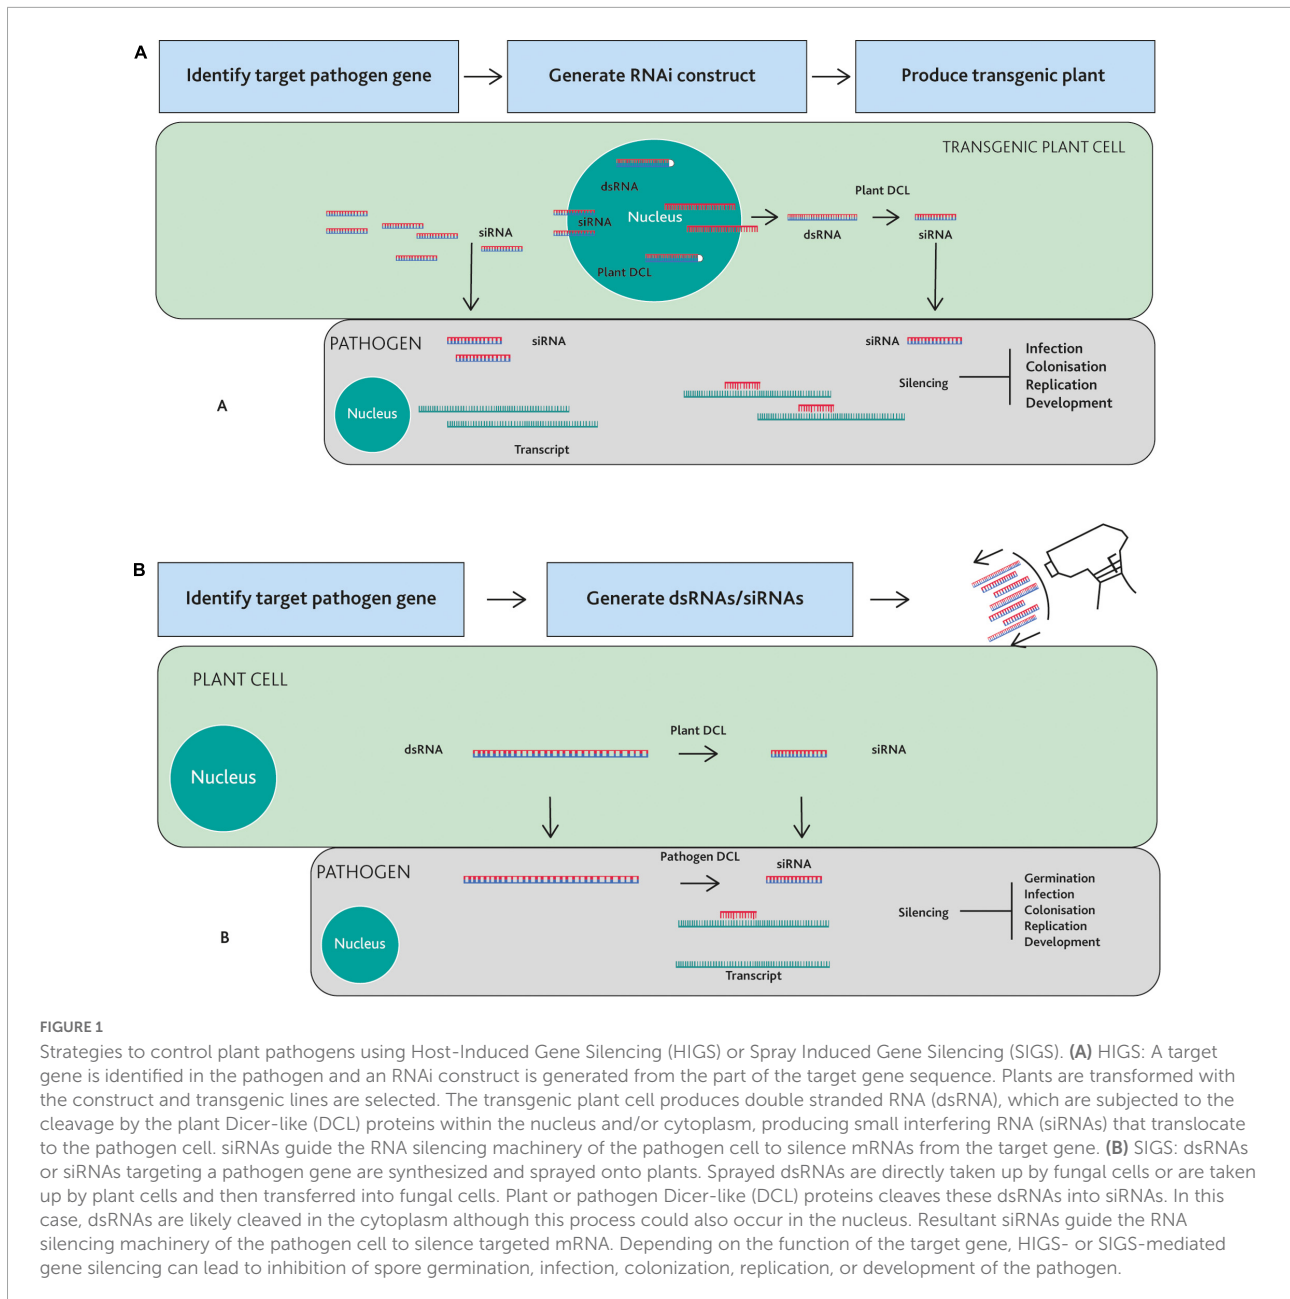 A
Identify target pathogen gene
Generate RNAi construct
Produce transgenic plant
TRANSGENIC PLANT CELL
dsRNA
Nucleus
siRNA
Plant DCL
siRNA
Plant DCL
dsRNA
siRNA
PATHOGEN
siRNA
siRNA
Nucleus
Transcript
Silencing
Infection
Colonisation
Replication
Development
A
B
Identify target pathogen gene
Generate dsRNAs/siRNAs
PLANT CELL
Nucleus
dsRNA
Plant DCL
siRNA
PATHOGEN
Pathogen DCL
siRNA
Nucleus
Transcript
Silencing
Germination
Infection
Colonisation
Replication
Development
B
FIGURE 1
Strategies to control plant pathogens using Host-Induced Gene Silencing (HIGS) or Spray Induced Gene Silencing (SIGS). (A) HIGS: A target
gene is identified in the pathogen and an RNAi construct is generated from the part of the target gene sequence. Plants are transformed with
the construct and transgenic lines are selected. The transgenic plant cell produces double stranded RNA (dsRNA), which are subjected to the
cleavage by the plant Dicer-like (DCL) proteins within the nucleus and/or cytoplasm, producing small interfering RNA (siRNAs) that translocate
to the pathogen cell. siRNAs guide the RNA silencing machinery of the pathogen cell to silence mRNAs from the target gene. (B) SIGS: dsRNAs
or siRNAs targeting a pathogen gene are synthesized and sprayed onto plants. Sprayed dsRNAs are directly taken up by fungal cells or are taken
up by plant cells and then transferred into fungal cells. Plant or pathogen Dicer-like (DCL) proteins cleaves these dsRNAs into siRNAs. In this
case, dsRNAs are likely cleaved in the cytoplasm although this process could also occur in the nucleus. Resultant siRNAs guide the RNA
silencing machinery of the pathogen cell to silence targeted mRNA. Depending on the function of the target gene, HIGS- or SIGS-mediated
gene silencing can lead to inhibition of spore germination, infection, colonization, replication, or development of the pathogen.